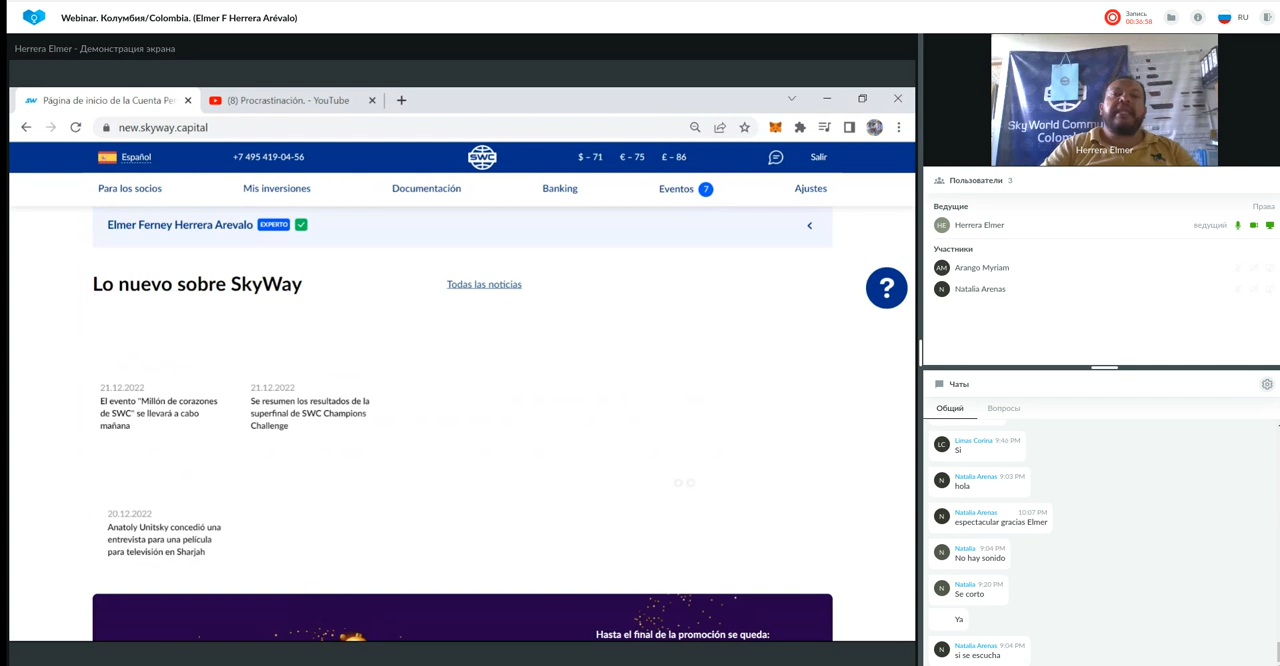 Webinar. Колумбия/Colombia. (Elmer F Herrera Arévalo)
Запись
00:36:58
RU
Herrera Elmer - Демонстрация экрана
Página de inicio de la Cuenta Per
(8) Procrastinación. - YouTube
new.skyway.capital
Español
+7 495 419-04-56
SWC
$ – 71
€ – 75
£ – 86
Salir
Para los socios
Mis inversiones
Documentación
Banking
Eventos 7
Ajustes
Elmer Ferney Herrera Arevalo EXPERTO
Lo nuevo sobre SkyWay
Todas las noticias
?
21.12.2022
El evento "Millón de corazones
de SWC" se llevará a cabo
mañana
21.12.2022
Se resumen los resultados de la
superfinal de SWC Champions
Challenge
20.12.2022
Anatoly Unitsky concedió una
entrevista para una película
para televisión en Sharjah
Hasta el final de la promoción se queda:
SkyWorld Commu
Colom
Herrera Elmer
Пользователи 3
Ведущие
Права
HE
Herrera Elmer
ведущий
Участники
AM
Arango Myriam
N
Natalia Arenas
Чаты
Общий
Вопросы
LC
Limas Corina 9:46 PM
Si
N
Natalia Arenas 9:03 PM
hola
N
Natalia Arenas 10:07 PM
espectacular gracias Elmer
N
Natalia 9:04 PM
No hay sonido
N
Natalia 9:20 PM
Se corto
Ya
N
Natalia Arenas 9:04 PM
si se escucha